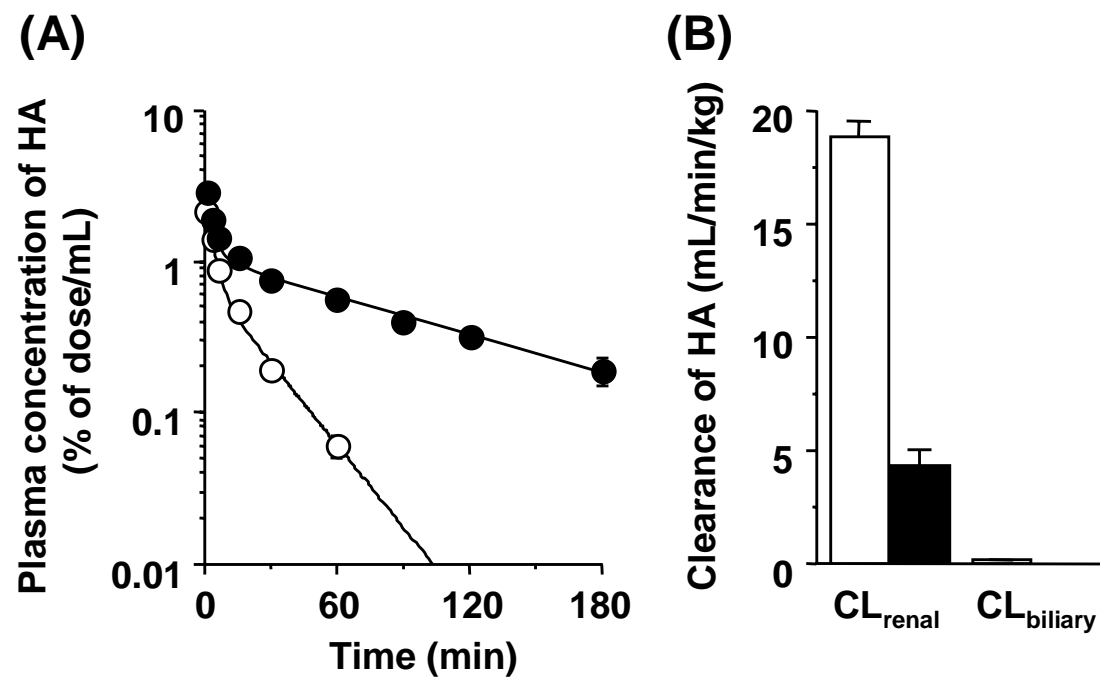 (A)
Plasma concentration of HA
(% of dose/mL)
10
1
0.1
0.01
0
60
120
180
Time (min)
(B)
Clearance of HA (mL/min/kg)
20
15
10
5
0
CLrenal
CLbiliary